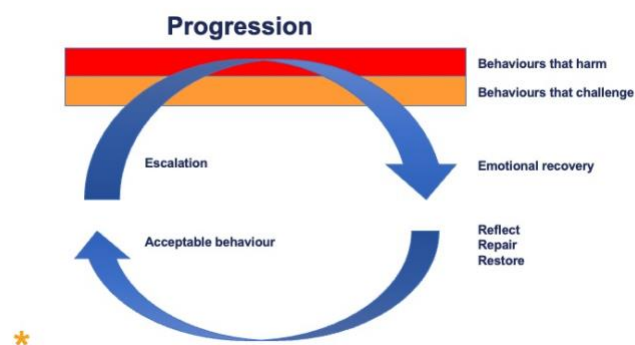 Progression
Behaviours that harm
Behaviours that challenge
Escalation
Emotional recovery
Acceptable behaviour
Reflect
Repair
Restore
*